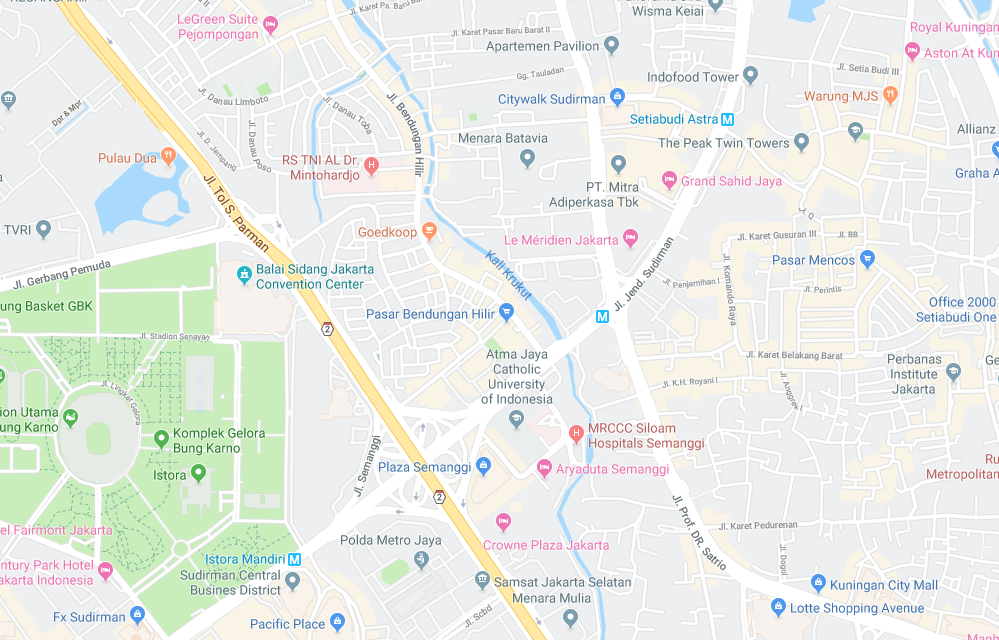 LeGreen Suite
Pejompongan
Jl. Karet Ps. Baru Barat
Wisma Keiai
Jl. Karet Pasar Baru Barat II
Apartemen Pavilion
Royal Kuningan
Aston At Kun
Gg. Tauladan
Jl. Setia Budi III
Indofood Tower
Dpr & Mpr
Jl. Danau Limboto
Jl. Danau Toba
Jl. Bendungan Hilir
Citywalk Sudirman
Warung MJS
Setiabudi Astra
M
Jl. D. Jempang
Jl. Danau Poso
Menara Batavia
The Peak Twin Towers
Allianz
Pulau Dua
RS TNI AL Dr.
Mintohardjo
H
PT. Mitra
Adiperkasa Tbk
Grand Sahid Jaya
Graha A
Jl. Tol S. Parman
TVRI
Goedkoop
Le Méridien Jakarta
Jl. Karet Gusuran III
Jl. BB
Kali Krukut
Pasar Mencos
Jl. Gerbang Pemuda
Balai Sidang Jakarta
Convention Center
Jl. Jend. Sudirman
Jl. Penjernihan I
Jl. Komando Raya
Jl. Perintis
ung Basket GBK
Pasar Bendungan Hilir
M
Office 2000
Setiabudi One
2
Jl. Stadion Senayan
Atma Jaya
Catholic
University
of Indonesia
Jl. Karet Belakang Barat
Perbanas
Institute
Jakarta
Ge
Jl. K.H. Royani I
Jl. Anggrek I
Jl. Lingkar Gelora
ion Utama
ung Karno
Komplek Gelora
Bung Karno
MRCCC Siloam
Hospitals Semanggi
H
Jl. Semanggi
Plaza Semanggi
Aryaduta Semanggi
Istora
Ru
Metropolitan
2
Jl. Prof. DR. Satrio
el Fairmont Jakarta
Crowne Plaza Jakarta
Jl. Karet Pedurenan
Polda Metro Jaya
Jl. Dogol
Istora Mandiri
M
ntury Park Hotel
akarta Indonesia
Sudirman Central
Busines District
Samsat Jakarta Selatan
Menara Mulia
Kuningan City Mall
Jl. Scbd
Lotte Shopping Avenue
Fx Sudirman
Pacific Place
Manh